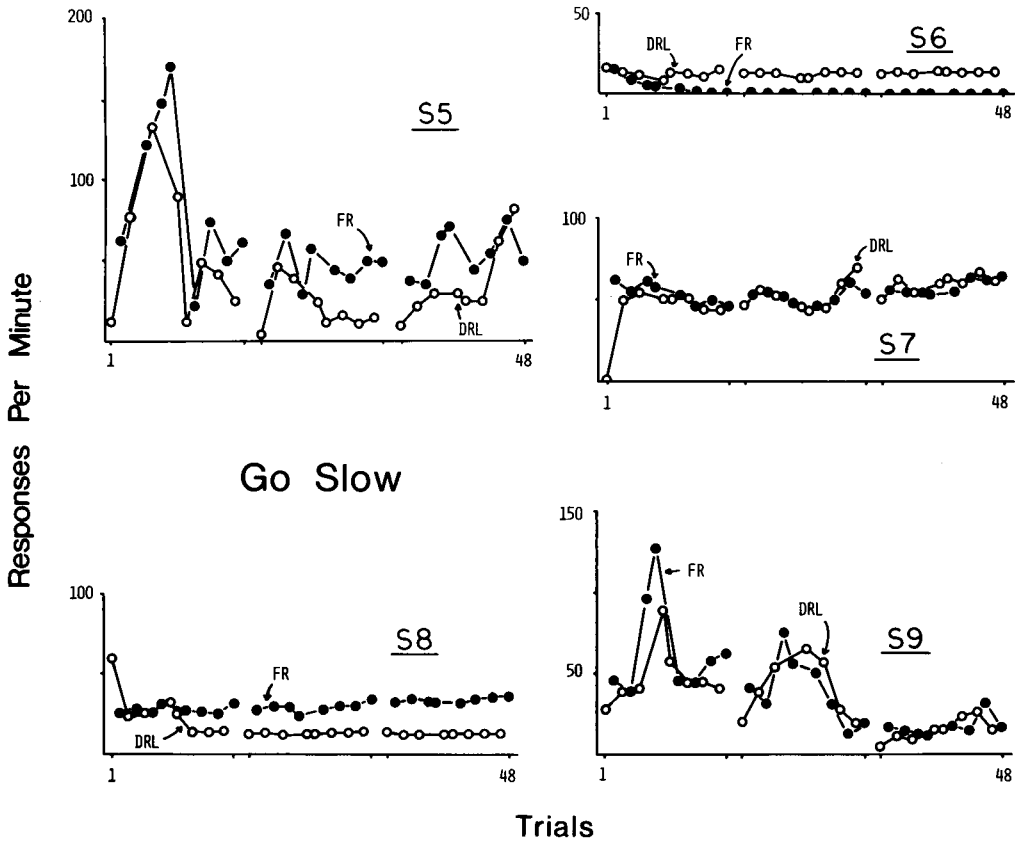 Responses Per Minute
200
100
S5
FR
DRL
1
48
50
DRL
FR
S6
1
48
100
FR
DRL
S7
1
48
Go Slow
100
S8
FR
DRL
1
48
150
50
FR
DRL
S9
1
48
Trials